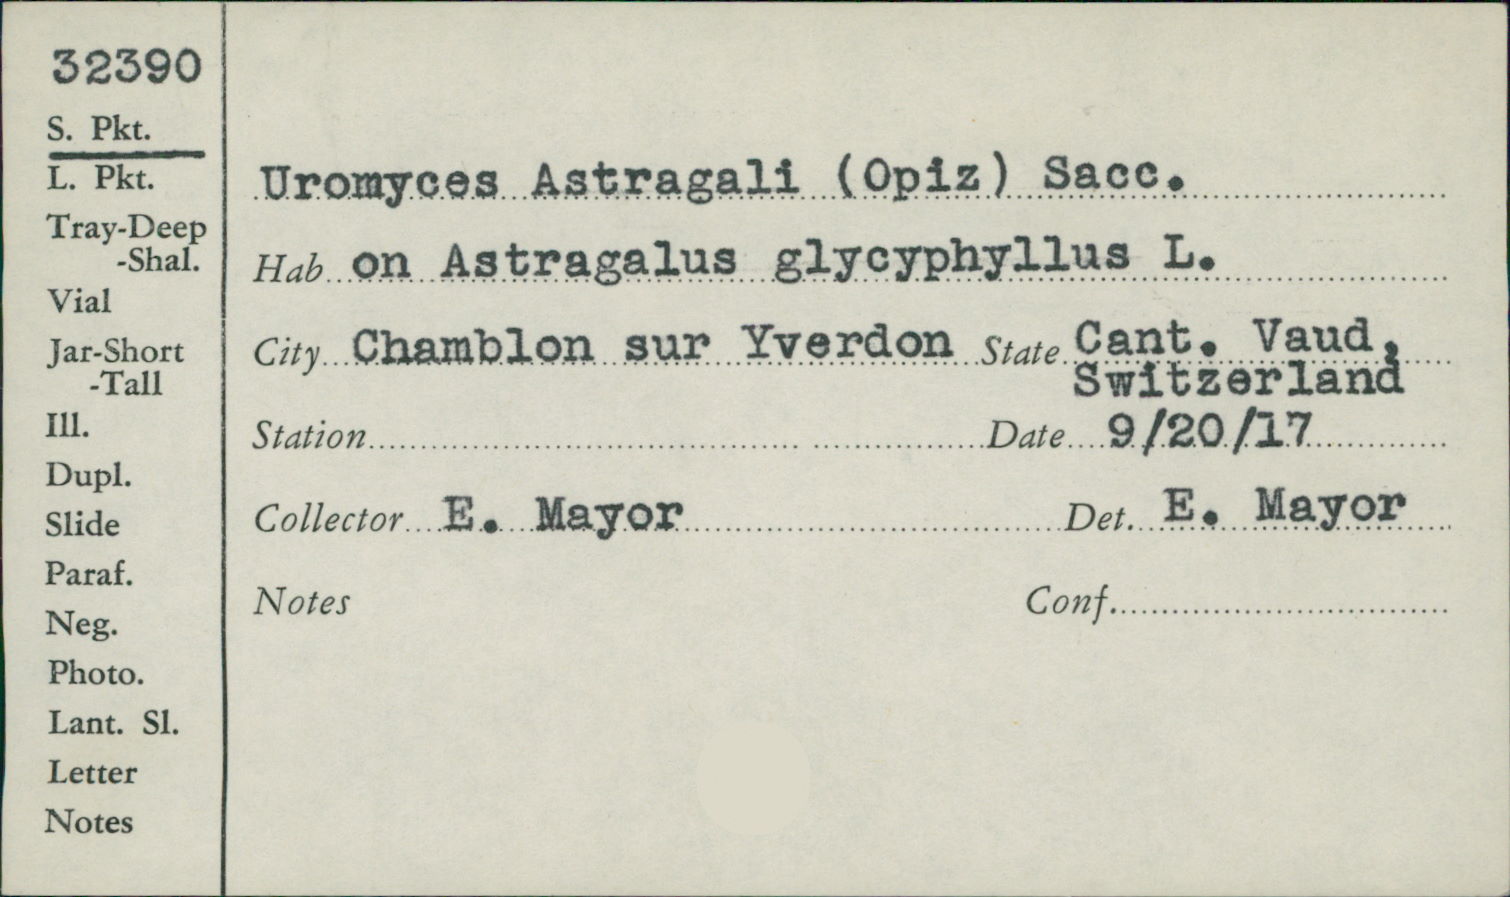 32390
S. Pkt.
L. Pkt.
Tray-Deep
-Shal.
Vial
Jar-Short
-Tall
Ill.
Dupl.
Slide
Paraf.
Neg.
Photo.
Lant. Sl.
Letter
Notes
Uromyces Astragali (Opiz) Sacc.
Hab on Astragalus glycyphyllus L.
City Chamblon sur Yverdon State Cant. Vaud,
Switzerland
Station Date 9/20/17
Collector E. Mayor Det. E. Mayor
Notes Conf.